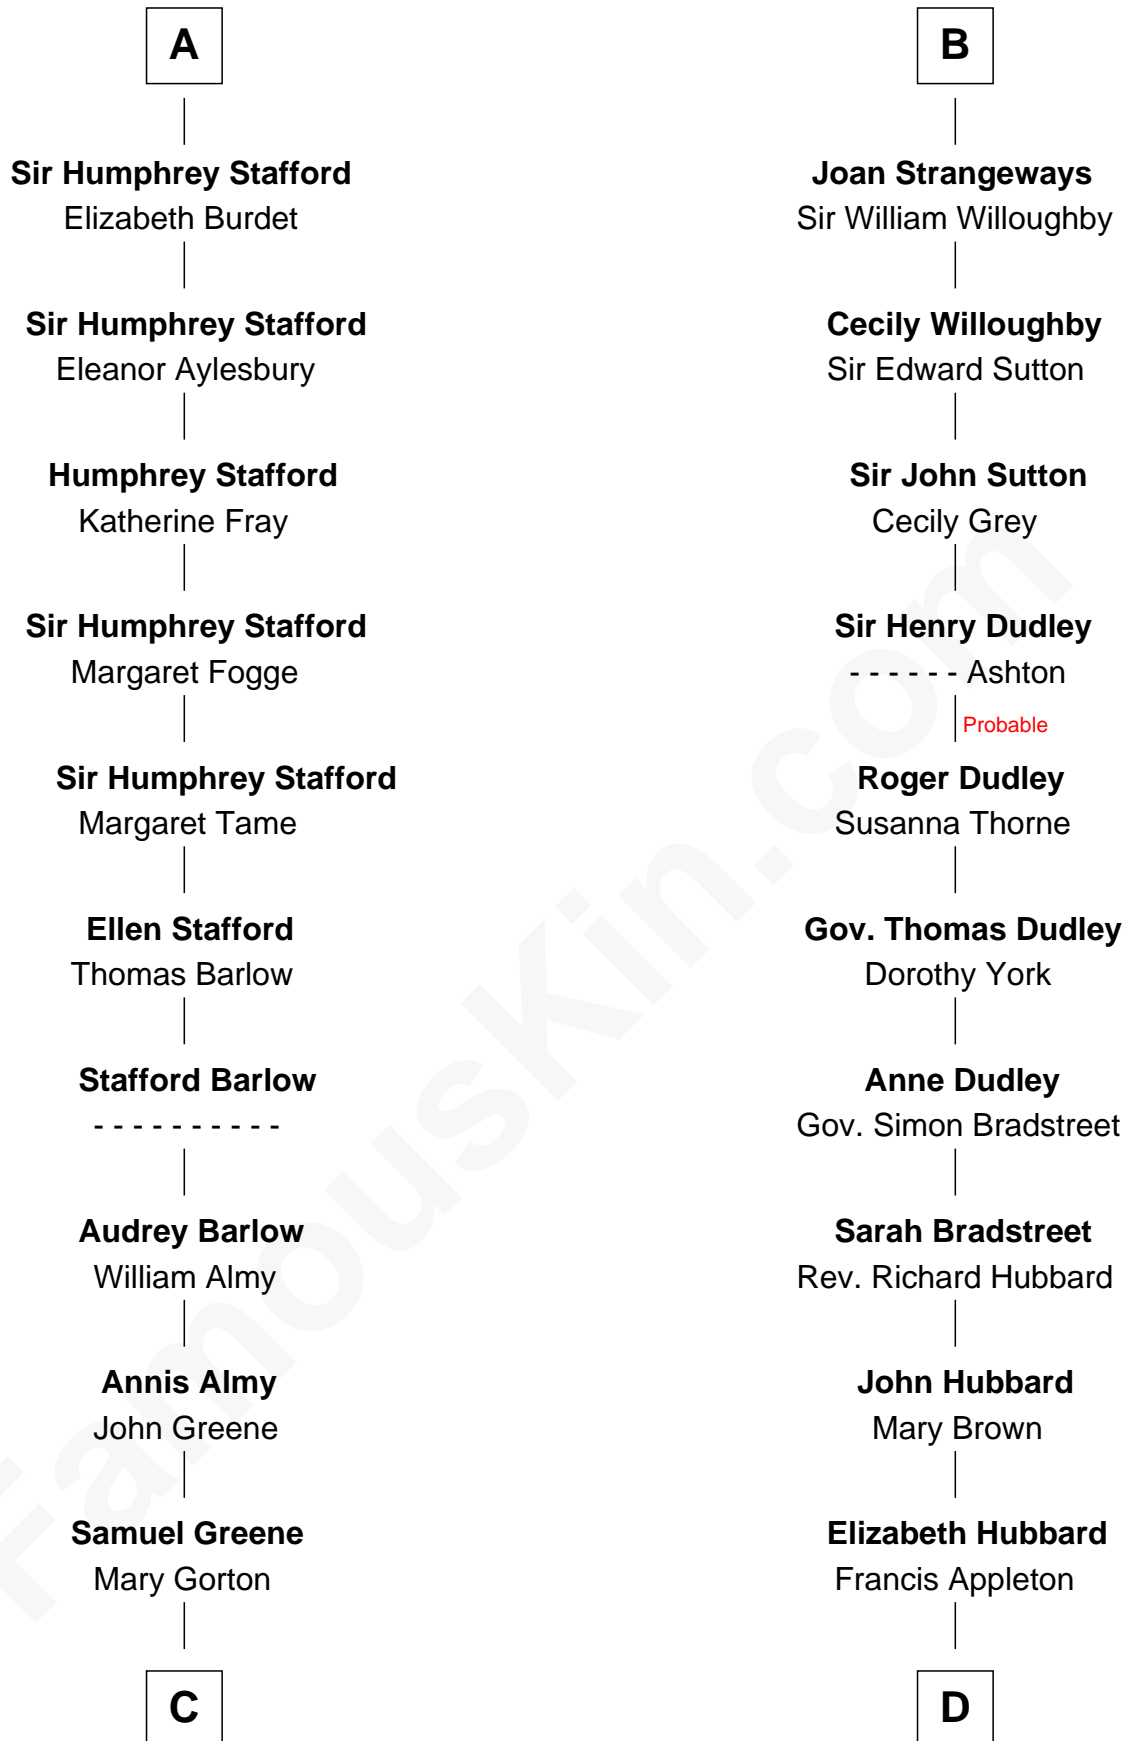 A
Sir Humphrey Stafford
Elizabeth Burdet
Sir Humphrey Stafford
Eleanor Aylesbury
Humphrey Stafford
Katherine Fray
Sir Humphrey Stafford
Margaret Fogge
Sir Humphrey Stafford
Margaret Tame
Ellen Stafford
Thomas Barlow
Stafford Barlow
- - - - - - - - - -
Audrey Barlow
William Almy
Annis Almy
John Greene
Samuel Greene
Mary Gorton
C
B
Joan Strangeways
Sir William Willoughby
Cecily Willoughby
Sir Edward Sutton
Sir John Sutton
Cecily Grey
Sir Henry Dudley
- - - - - - Ashton
Probable
Roger Dudley
Susanna Thorne
Gov. Thomas Dudley
Dorothy York
Anne Dudley
Gov. Simon Bradstreet
Sarah Bradstreet
Rev. Richard Hubbard
John Hubbard
Mary Brown
Elizabeth Hubbard
Francis Appleton
D
FamousKin.com